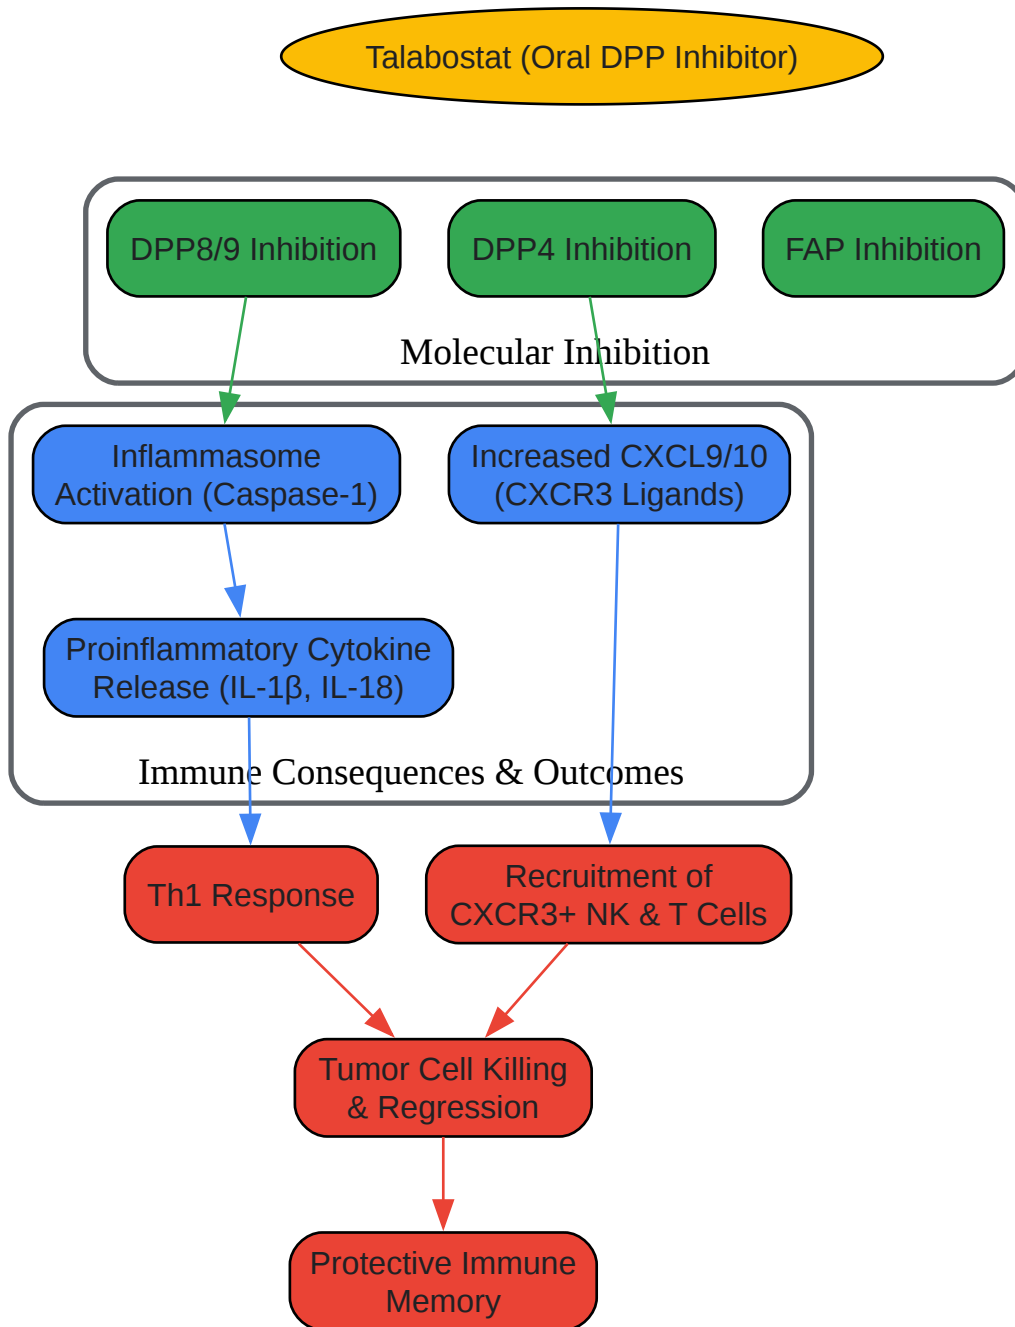 Talabostat (Oral DPP Inhibitor)
DPP8/9 Inhibition
DPP4 Inhibition
FAP Inhibition
Molecular Inhibition
Inflammasome
Activation (Caspase-1)
Increased CXCL9/10
(CXCR3 Ligands)
Proinflammatory Cytokine
Release (IL-1β, IL-18)
Immune Consequences & Outcomes
Th1 Response
Recruitment of
CXCR3+ NK & T Cells
Tumor Cell Killing
& Regression
Protective Immune
Memory